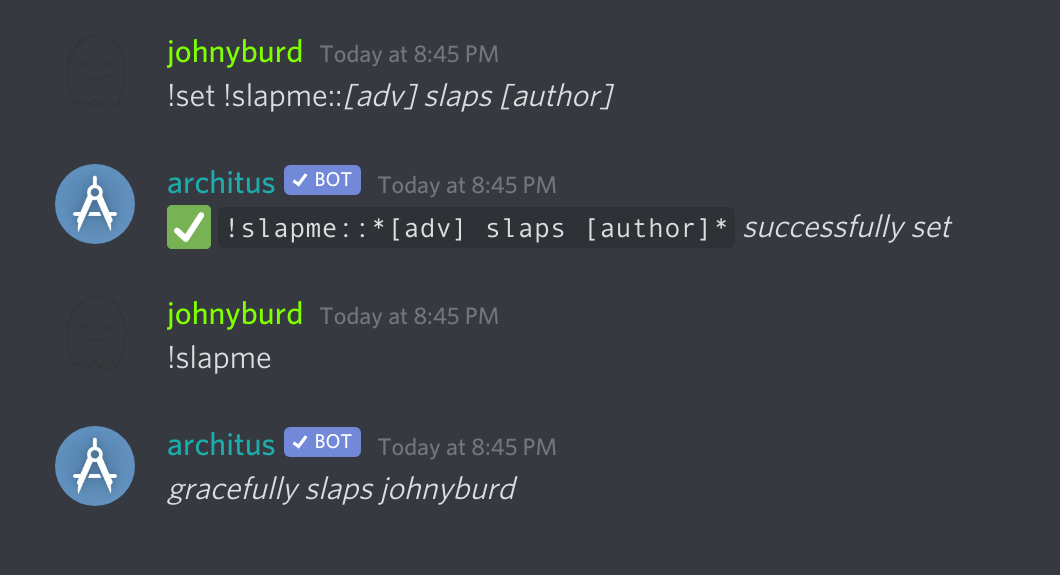 johnyburd Today at 8:45 PM
!set !slapme::[adv] slaps [author]
architus BOT Today at 8:45 PM
!slapme::*[adv] slaps [author]* successfully set
johnyburd Today at 8:45 PM
!slapme
architus BOT Today at 8:45 PM
gracefully slaps johnyburd